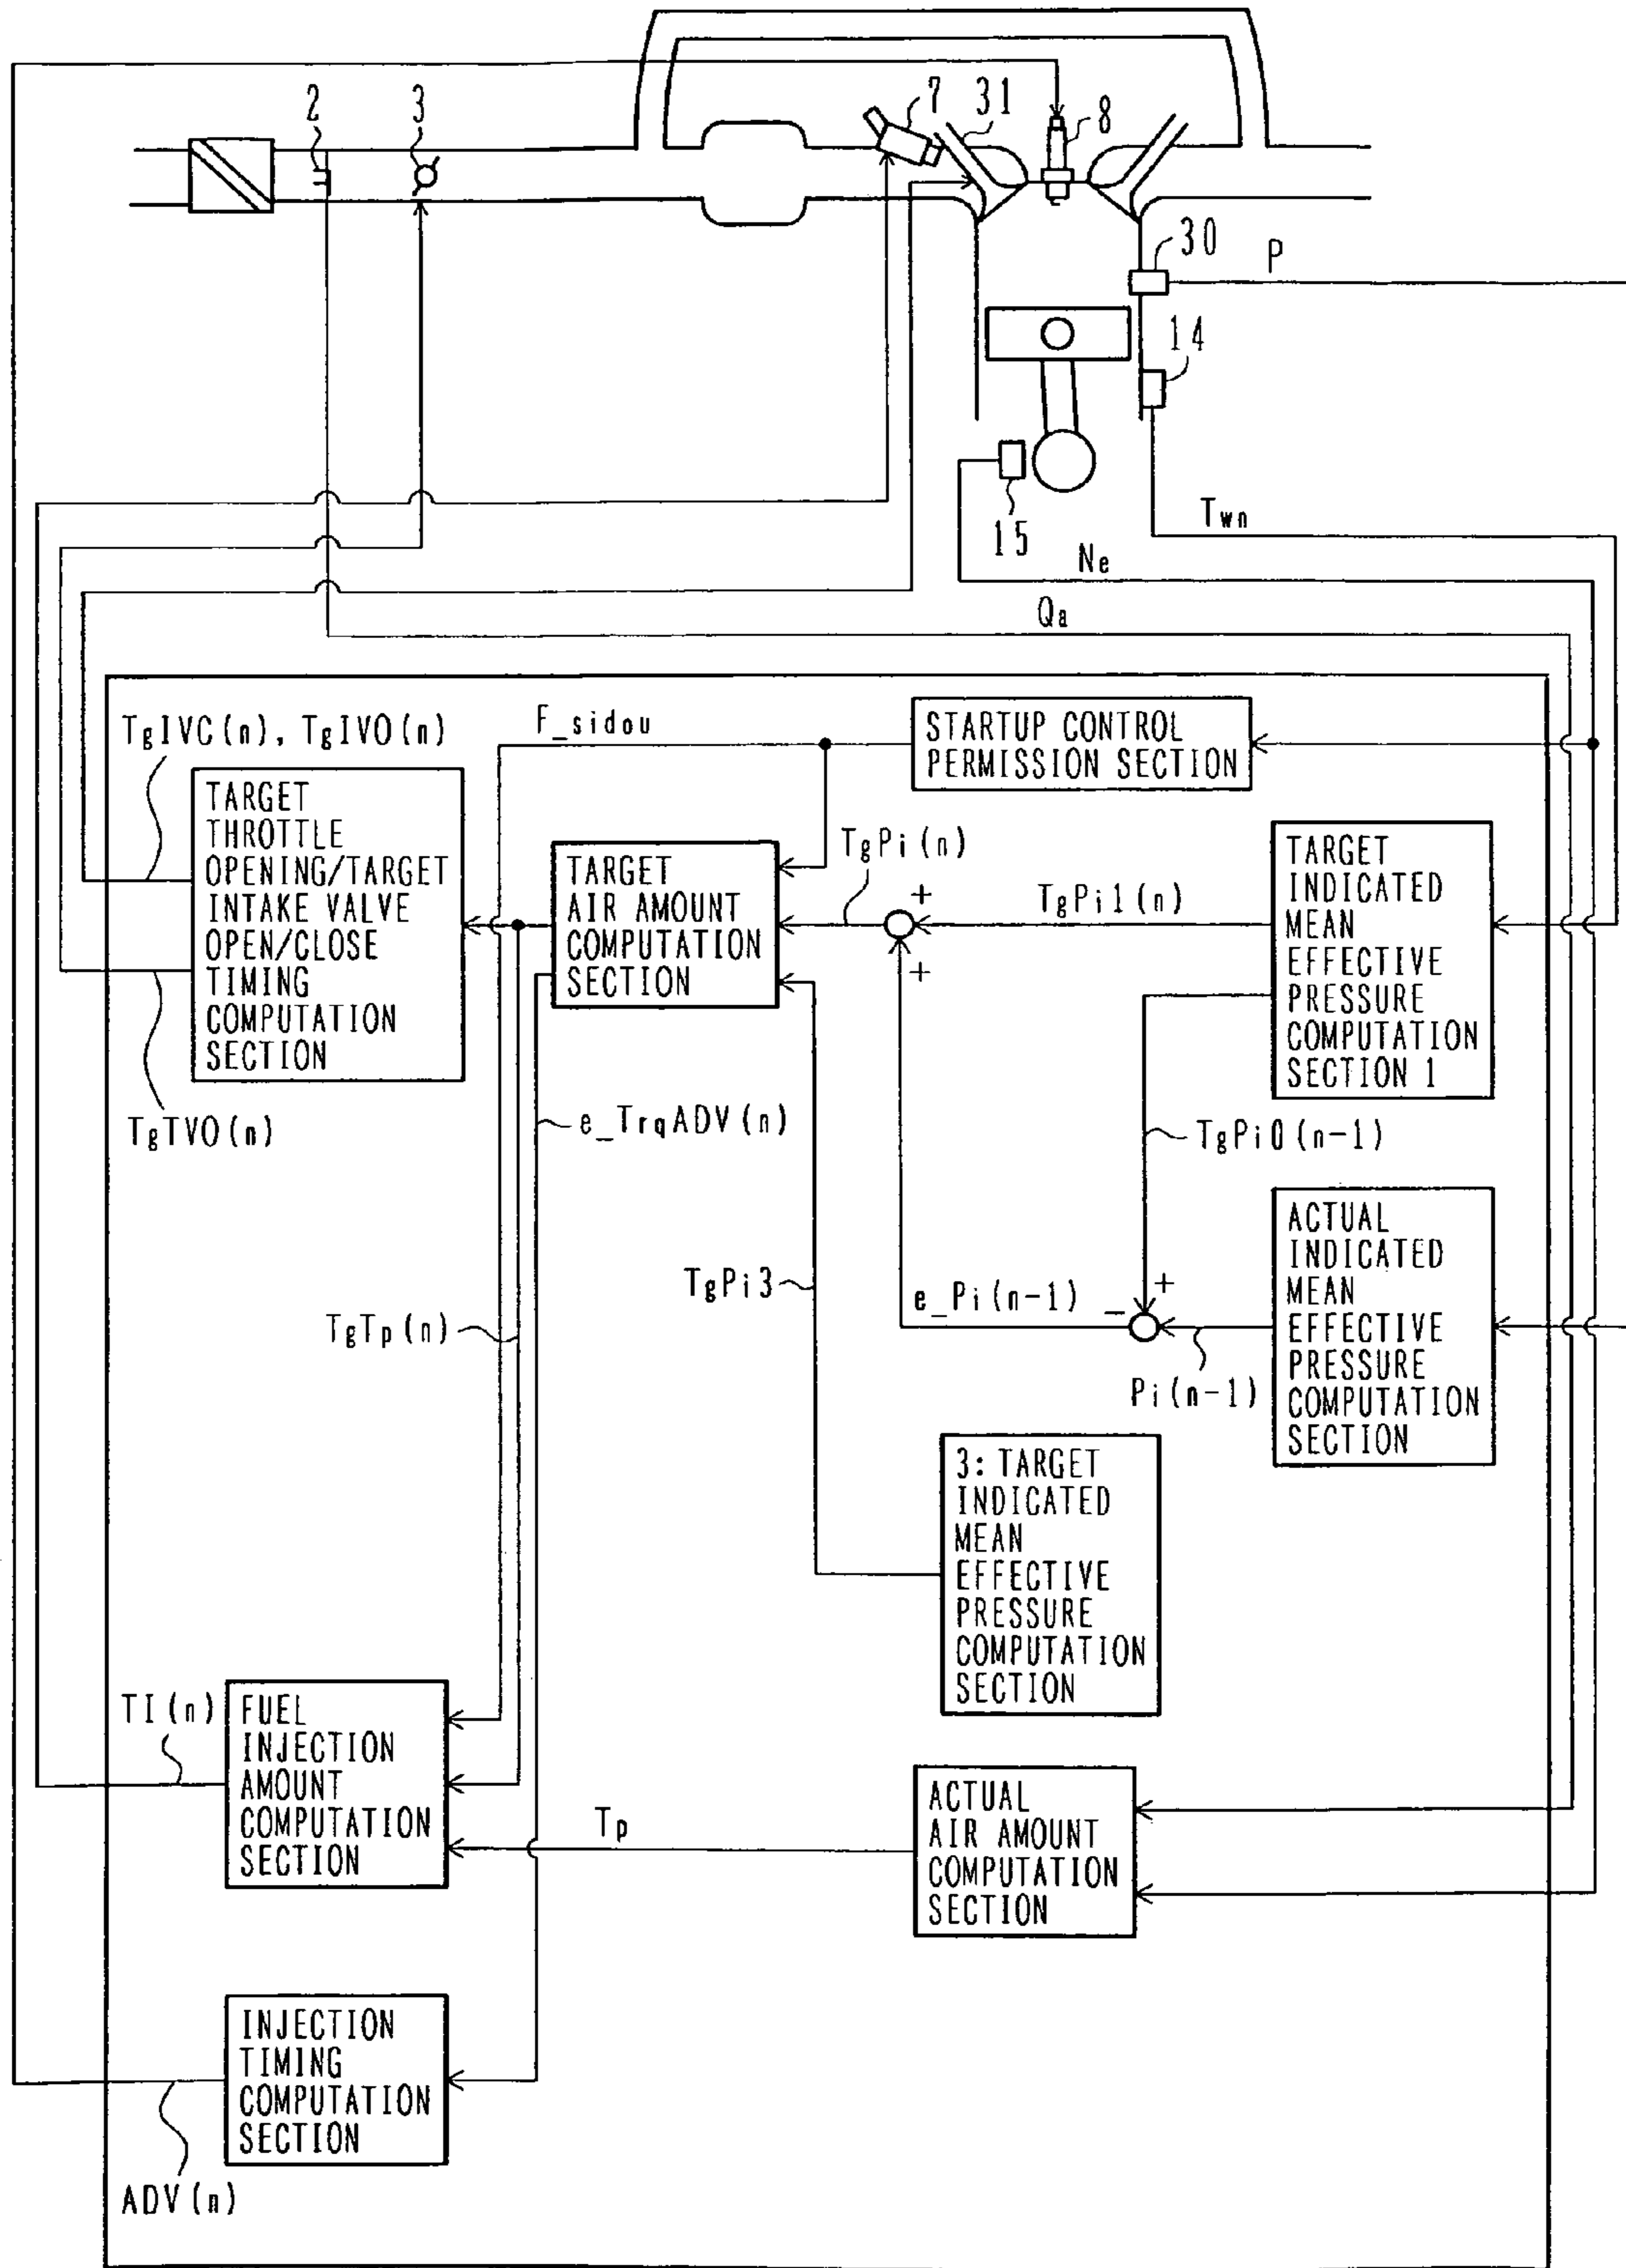 2
3
7
31
8
30
P
14
15
Twn
Ne
Qa
TgIVC(n), TgIVO(n)
F_sidou
STARTUP CONTROL
PERMISSION SECTION
TARGET
THROTTLE
OPENING/TARGET
INTAKE VALVE
OPEN/CLOSE
TIMING
COMPUTATION
SECTION
TARGET
AIR AMOUNT
COMPUTATION
SECTION
TgPi(n)
+
+
TgPi1(n)
TARGET
INDICATED
MEAN
EFFECTIVE
PRESSURE
COMPUTATION
SECTION 1
TgTVO(n)
e_TrqADV(n)
TgPi0(n-1)
ACTUAL
INDICATED
MEAN
EFFECTIVE
PRESSURE
COMPUTATION
SECTION
TgPi3
e_Pi(n-1)
-
+
TgTp(n)
Pi(n-1)
3: TARGET
INDICATED
MEAN
EFFECTIVE
PRESSURE
COMPUTATION
SECTION
TI(n)
FUEL
INJECTION
AMOUNT
COMPUTATION
SECTION
Tp
ACTUAL
AIR AMOUNT
COMPUTATION
SECTION
INJECTION
TIMING
COMPUTATION
SECTION
ADV(n)